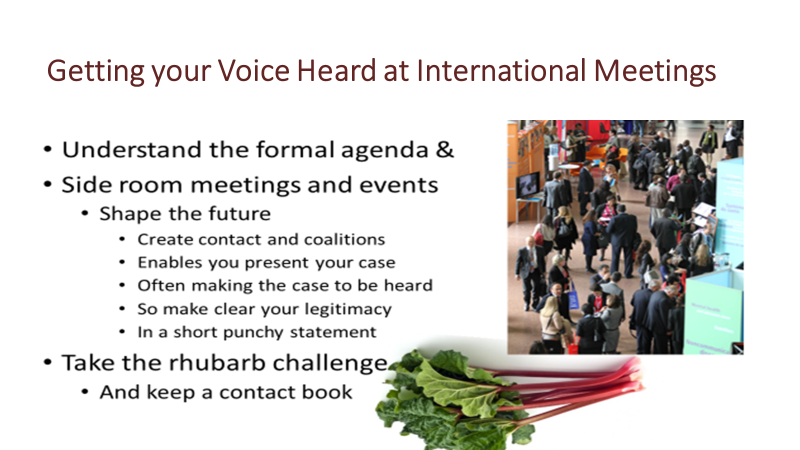 Getting your Voice Heard at International Meetings
• Understand the formal agenda &
• Side room meetings and events
• Shape the future
• Create contact and coalitions
• Enables you present your case
• Often making the case to be heard
• So make clear your legitimacy
• In a short punchy statement
• Take the rhubarb challenge
• And keep a contact book